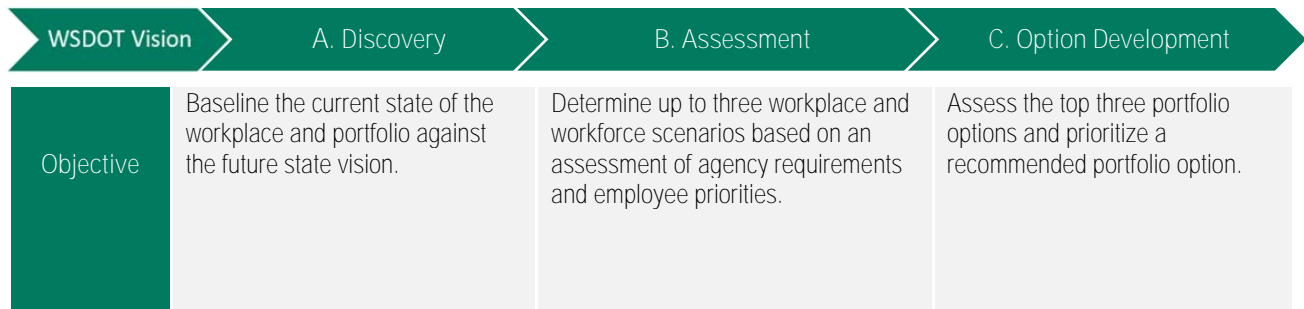 WSDOT Vision
A. Discovery
B. Assessment
C. Option Development
Objective
Baseline the current state of the
workplace and portfolio against
the future state vision.
Determine up to three workplace and
workforce scenarios based on an
assessment of agency requirements
and employee priorities.
Assess the top three portfolio
options and prioritize a
recommended portfolio option.